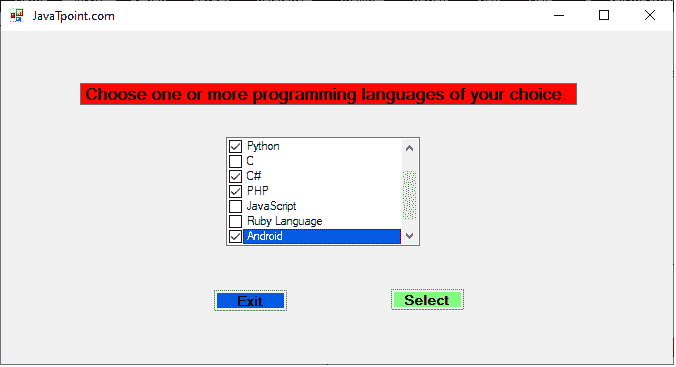 JavaTpoint.com
Choose one or more programming languages of your choice.
Python
C
C#
PHP
JavaScript
Ruby Language
Android
Exit
Select